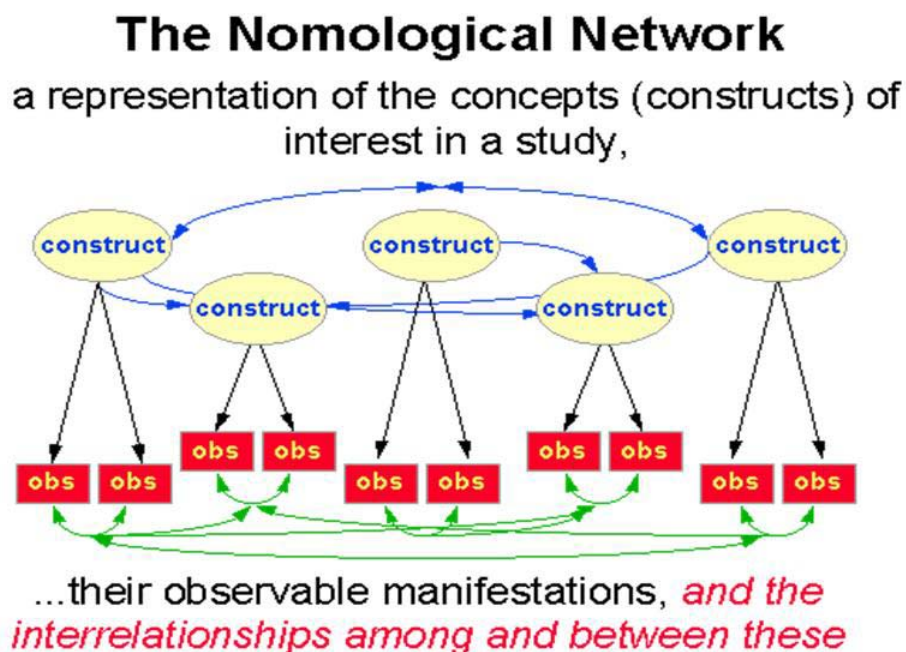 The Nomological Network
a representation of the concepts (constructs) of
interest in a study,
construct
construct
construct
construct
construct
obs
obs
obs
obs
obs
obs
obs
obs
obs
obs
...their observable manifestations, and the
interrelationships among and between these